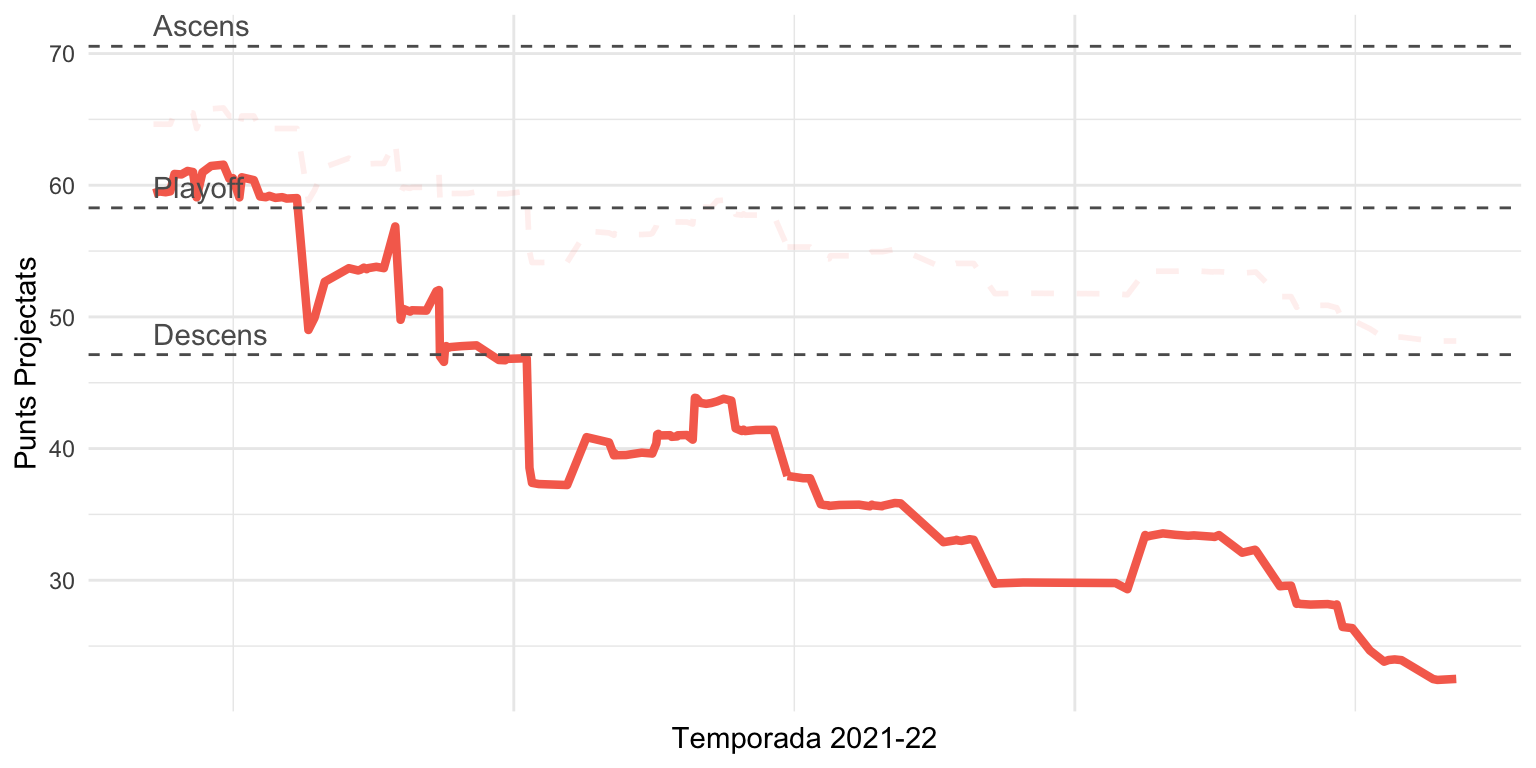 Ascens
70
60
Playoff
50
Descens
40
30
Punts Projectats
Temporada 2021-22